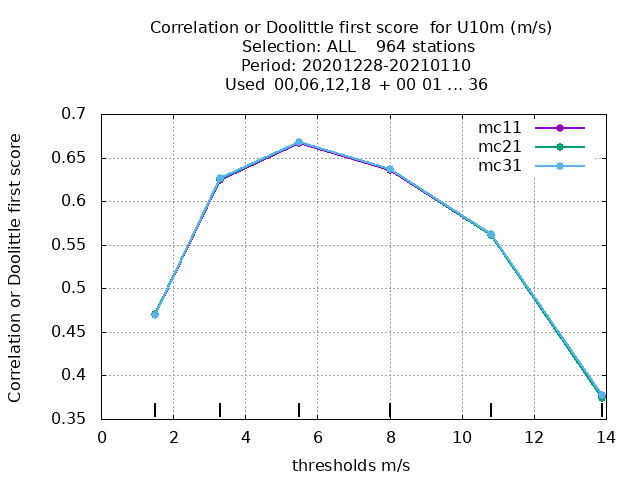 Correlation or Doolittle first score  for U10m (m/s)
Selection: ALL    964 stations
Period: 20201228-20210110
Used  00,06,12,18  + 00 01 ... 36
mc11
mc21
mc31
Correlation or Doolittle first score
0.7
0.65
0.6
0.55
0.5
0.45
0.4
0.35
0 2 4 6 8 10 12 14
thresholds m/s